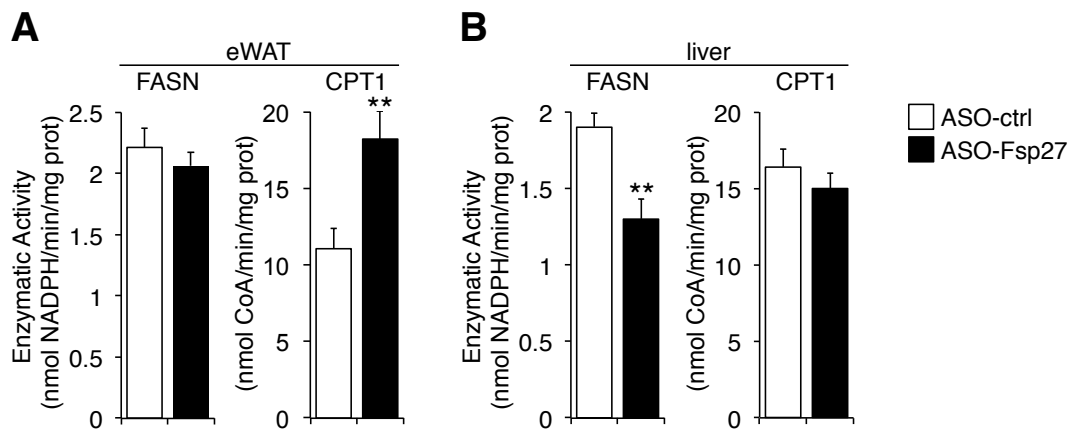 A
eWAT
FASN
Enzymatic Activity
(nmol NADPH/min/mg prot)
2.5
2
1.5
1
0.5
0
CPT1
(nmol CoA/min/mg prot)
20
15
10
5
0
**
B
liver
FASN
Enzymatic Activity
(nmol NADPH/min/mg prot)
2
1.5
1
0.5
0
**
CPT1
(nmol CoA/min/mg prot)
20
15
10
5
0
ASO-ctrl
ASO-Fsp27